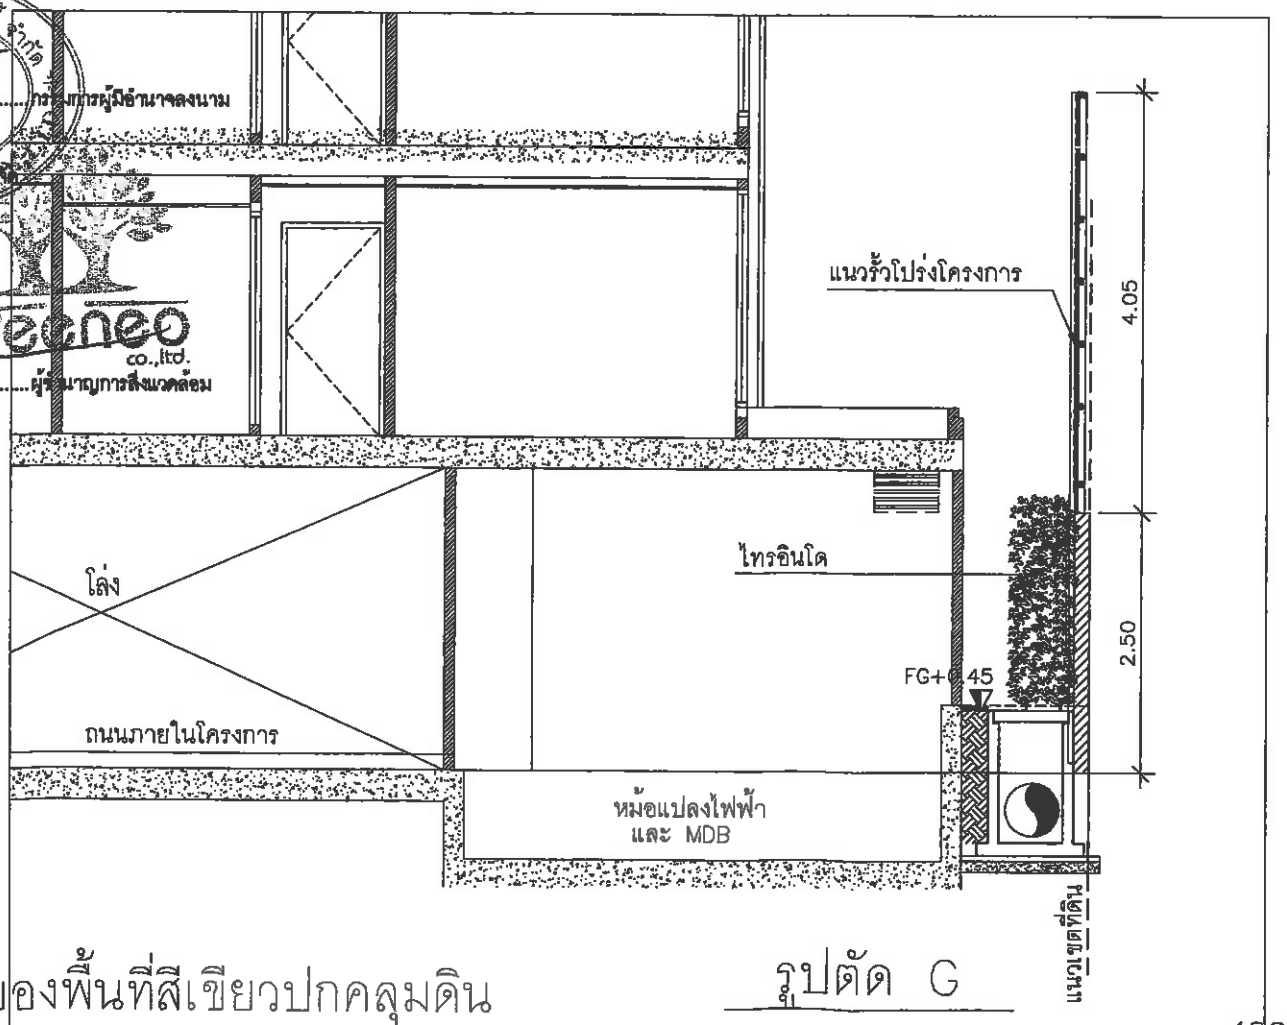 จำกัด
......กรรมการผู้มีอำนาจลงนาม
eeneo
co.,ltd.
......ผู้ชำนาญการสิ่งแวดล้อม
แนวรั้วโปร่งโครงการ
4.05
ไทรอินโด
2.50
โล่ง
FG+0.45
ถนนภายในโครงการ
หม้อแปลงไฟฟ้า
และ MDB
แนวเขตที่ดิน
ของพื้นที่สีเขียวปกคลุมดิน
รูปตัด G